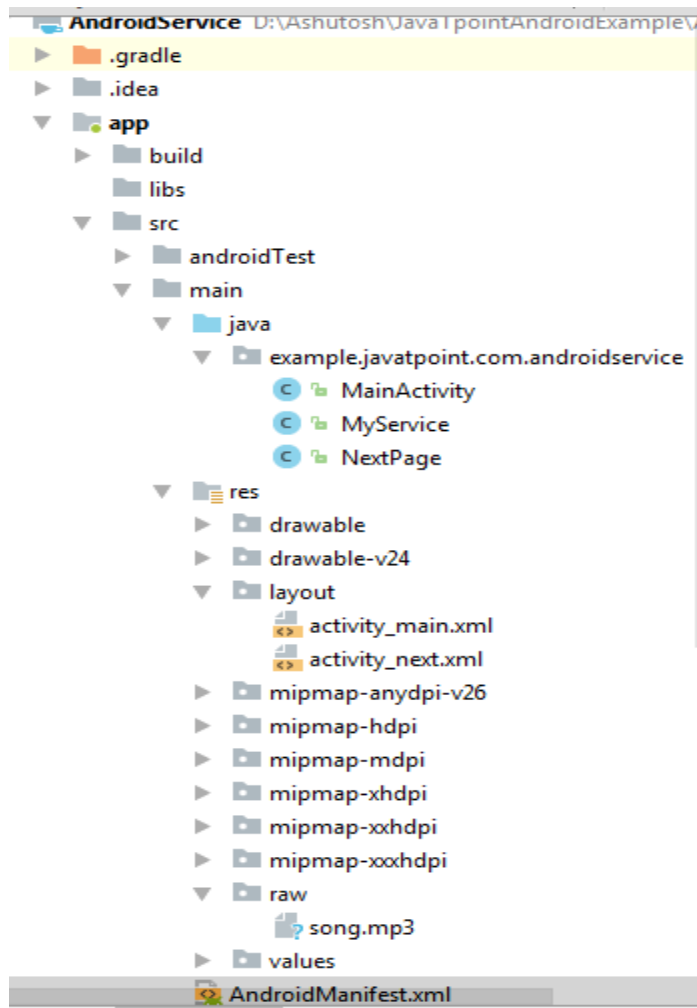 AndroidService D:\Ashutosh\JavaTpointAndroidExample\
.gradle
.idea
app
build
libs
src
androidTest
main
java
example.javatpoint.com.androidservice
C MainActivity
C MyService
C NextPage
res
drawable
drawable-v24
layout
activity_main.xml
activity_next.xml
mipmap-anydpi-v26
mipmap-hdpi
mipmap-mdpi
mipmap-xhdpi
mipmap-xxhdpi
mipmap-xxxhdpi
raw
song.mp3
values
AndroidManifest.xml